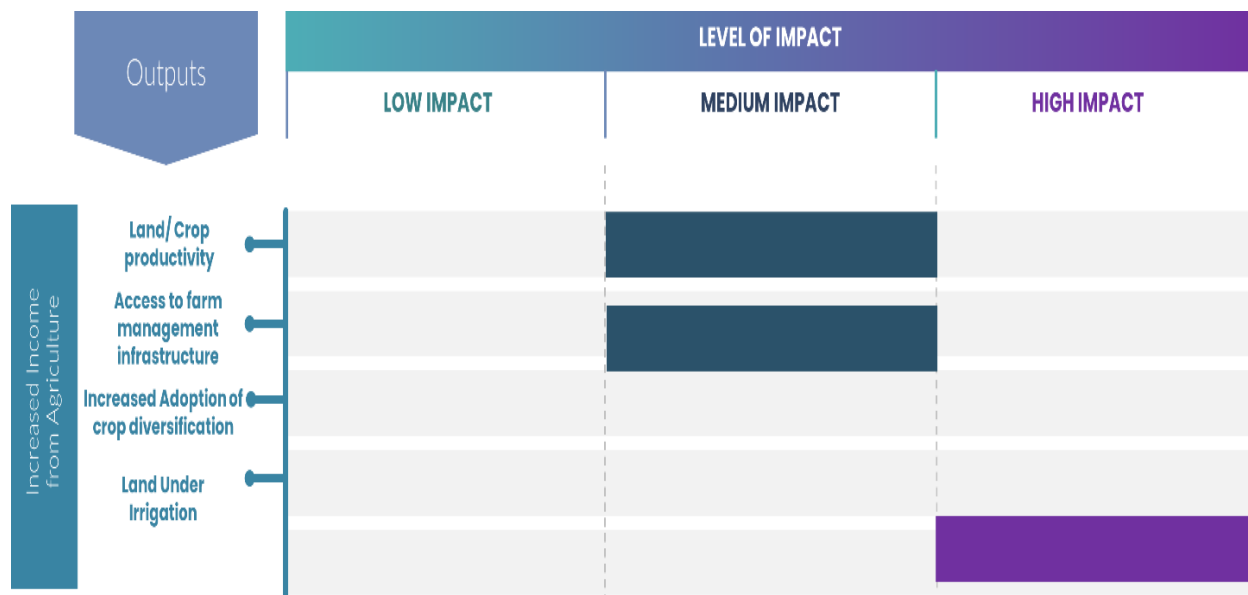 Outputs
LEVEL OF IMPACT
LOW IMPACT
MEDIUM IMPACT
HIGH IMPACT
Increased Income
from Agriculture
Land/ Crop
productivity
Access to farm
management
infrastructure
Increased Adoption of
crop diversification
Land Under
Irrigation